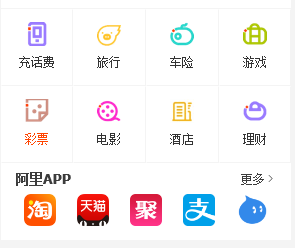 充话费 旅行 车险 游戏
彩票 电影 酒店 理财
阿里APP 更多 >
淘 天猫 聚 支